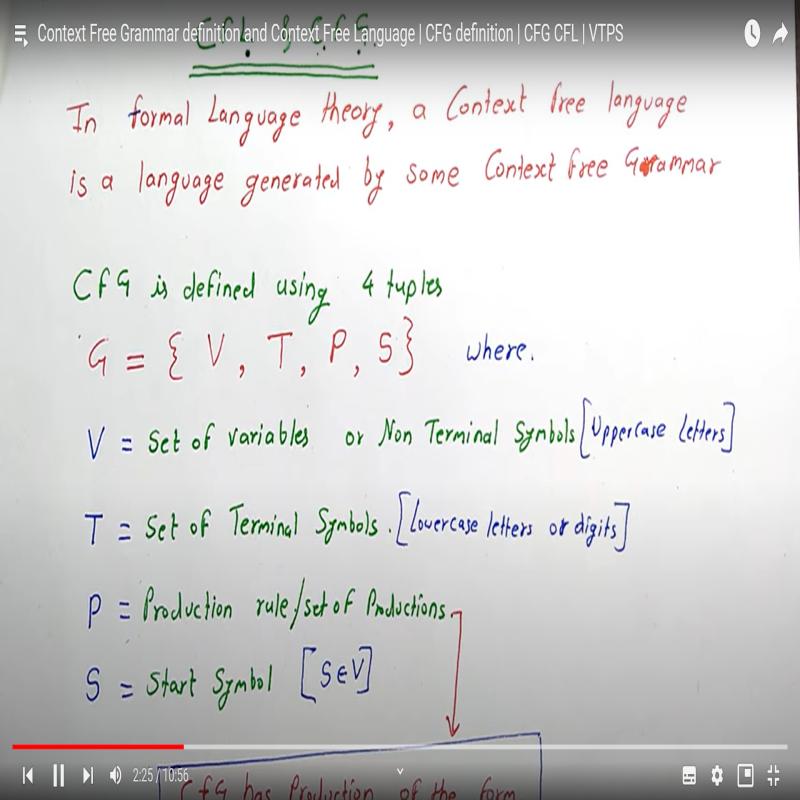 Context Free Grammar definition and Context Free Language | CFG definition | CFG CFL | VTPS
CFL & CFG.
In formal Language theory, a Context free language
is a language generated by some Context free Grammar
CFG is defined using 4 tuples
G = { V, T, P, S } where.
V = Set of variables or Non Terminal Symbols [Uppercase Letters]
T = Set of Terminal Symbols. [Lowercase letters or digits]
P = Production rule/set of Productions
S = Start Symbol [S∈V]
CFG has Production of the form
2:25 / 10:56